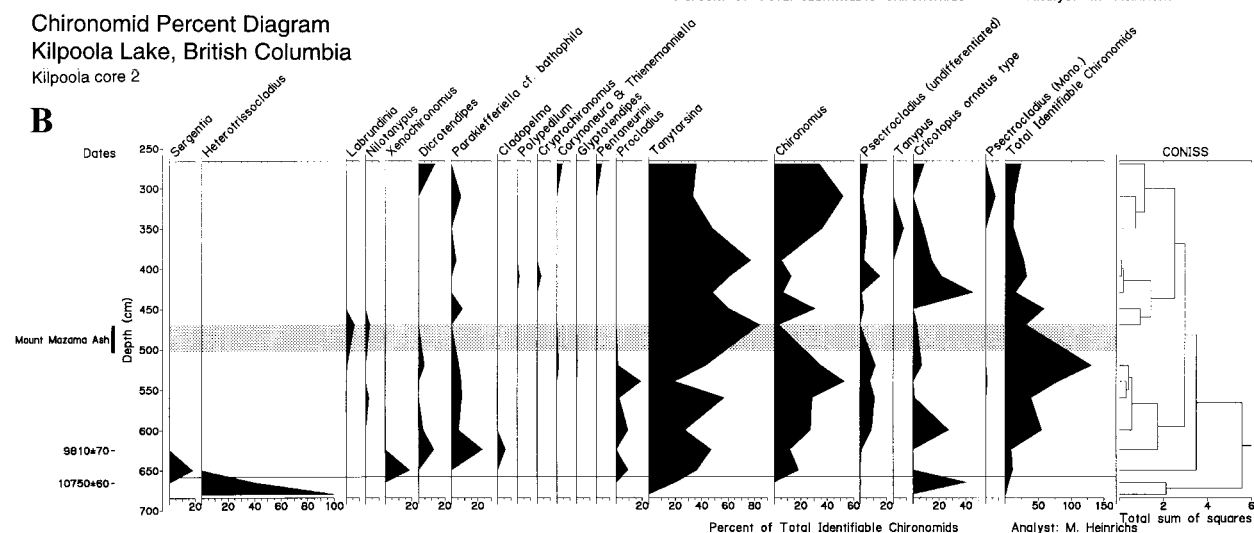 Chironomid Percent Diagram
Kilpoola Lake, British Columbia
Kilpoola core 2
B
Dates
Depth (cm)
Sergentia
Heterotrissocladius
Labrundinia
Nilotanypus
Xenochironomus
Dicrotendipes
Parakiefferiella cf. bathophila
Cladopelma
Polypedilum
Cryptochironomus
Corynoneura & Thienemanniella
Glyptotendipes
Pentaneurini
Procladius
Tanytarsina
Chironomus
Psectrocladius (undifferentiated)
Tanypus
Cricotopus ornatus type
Psectrocladius (Mono.)
Total Identifiable Chironomids
CONISS
250
300
350
400
450
Mount Mazama Ash
500
550
600
9810±70
650
10750±60
700
20 20 40 60 80 100 20 20 20 20 40 60 80 20 40 60 20 20 40 50 100 150 2 4 6
Percent of Total Identifiable Chironomids
Analyst: M. Heinrichs
Total sum of squares